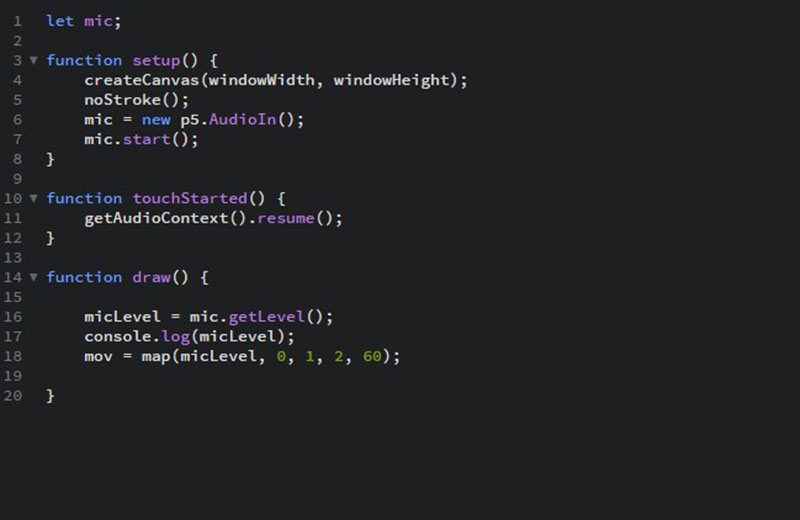 1 let mic;
2
3 ▼ function setup() {
4 createCanvas(windowWidth, windowHeight);
5 noStroke();
6 mic = new p5.AudioIn();
7 mic.start();
8 }
9
10 ▼ function touchStarted() {
11 getAudioContext().resume();
12 }
13
14 ▼ function draw() {
15
16 micLevel = mic.getLevel();
17 console.log(micLevel);
18 mov = map(micLevel, 0, 1, 2, 60);
19
20 }